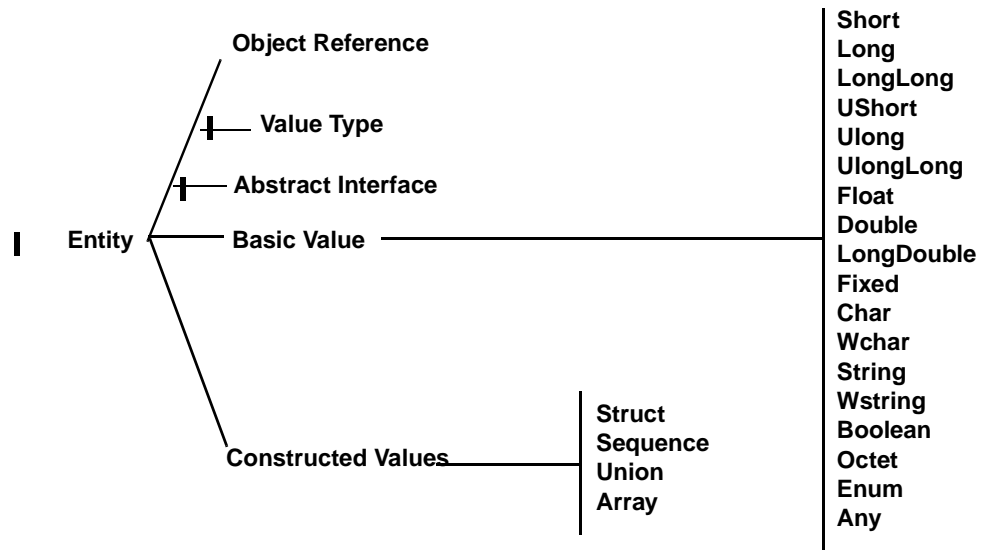 Object Reference
Value Type
Abstract Interface
Entity
Basic Value
Constructed Values
Struct
Sequence
Union
Array
Short
Long
LongLong
UShort
Ulong
UlongLong
Float
Double
LongDouble
Fixed
Char
Wchar
String
Wstring
Boolean
Octet
Enum
Any